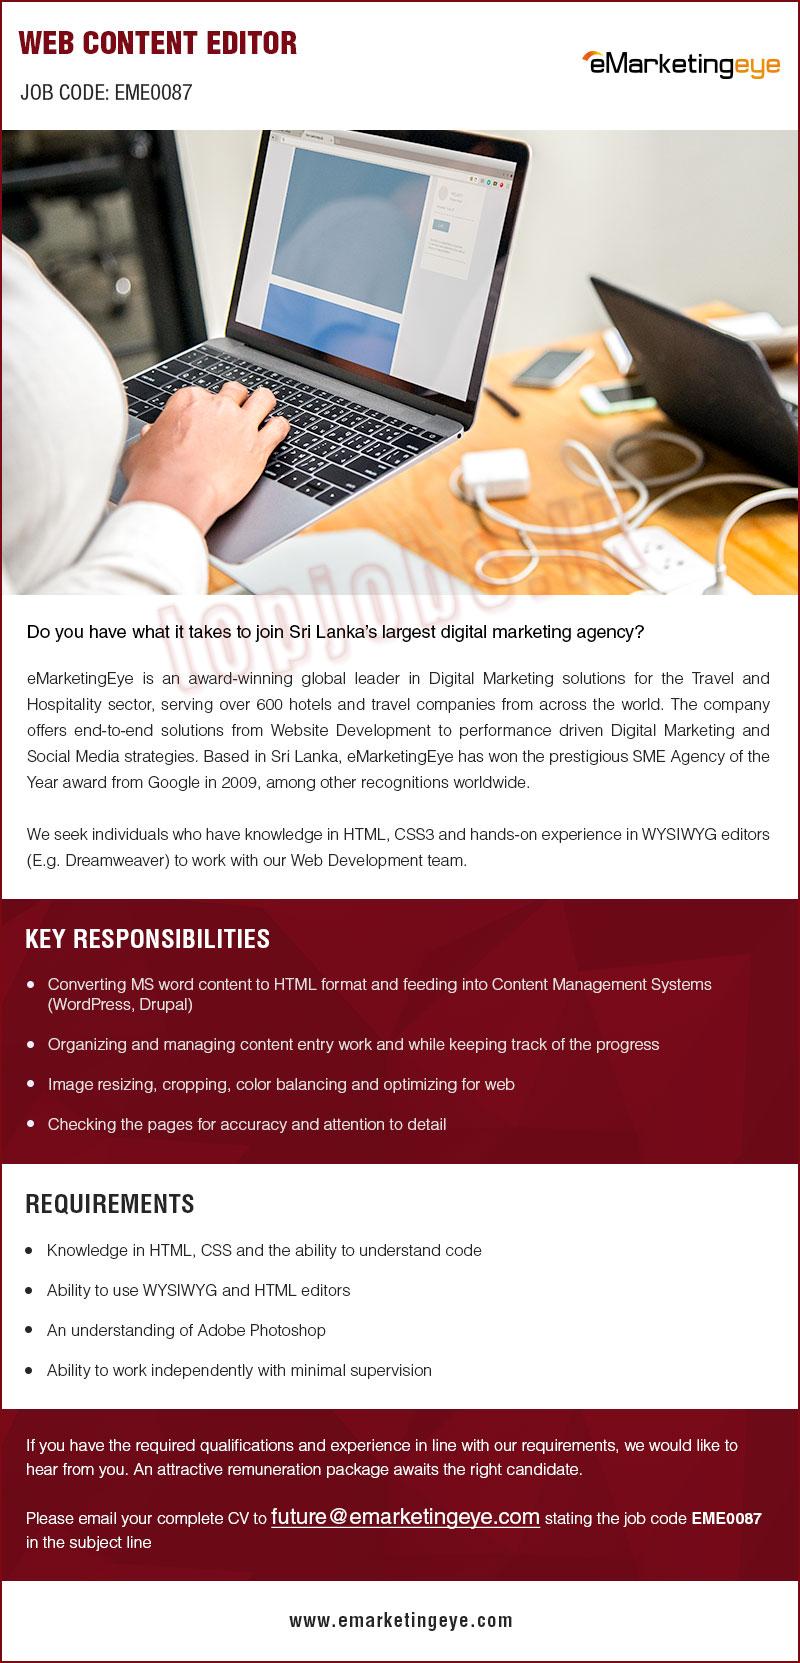 WEB CONTENT EDITOR
JOB CODE: EME0087
eMarketingeye
topjobs.lk
Do you have what it takes to join Sri Lanka's largest digital marketing agency?
eMarketingEye is an award-winning global leader in Digital Marketing solutions for the Travel and
Hospitality sector, serving over 600 hotels and travel companies from across the world. The company
offers end-to-end solutions from Website Development to performance driven Digital Marketing and
Social Media strategies. Based in Sri Lanka, eMarketingEye has won the prestigious SME Agency of the
Year award from Google in 2009, among other recognitions worldwide.
We seek individuals who have knowledge in HTML, CSS3 and hands-on experience in WYSIWYG editors
(E.g. Dreamweaver) to work with our Web Development team.
KEY RESPONSIBILITIES
• Converting MS word content to HTML format and feeding into Content Management Systems
(WordPress, Drupal)
• Organizing and managing content entry work and while keeping track of the progress
• Image resizing, cropping, color balancing and optimizing for web
• Checking the pages for accuracy and attention to detail
REQUIREMENTS
• Knowledge in HTML, CSS and the ability to understand code
• Ability to use WYSIWYG and HTML editors
• An understanding of Adobe Photoshop
• Ability to work independently with minimal supervision
If you have the required qualifications and experience in line with our requirements, we would like to
hear from you. An attractive remuneration package awaits the right candidate.
Please email your complete CV to future@emarketingeye.com stating the job code EME0087
in the subject line
www.emarketingeye.com